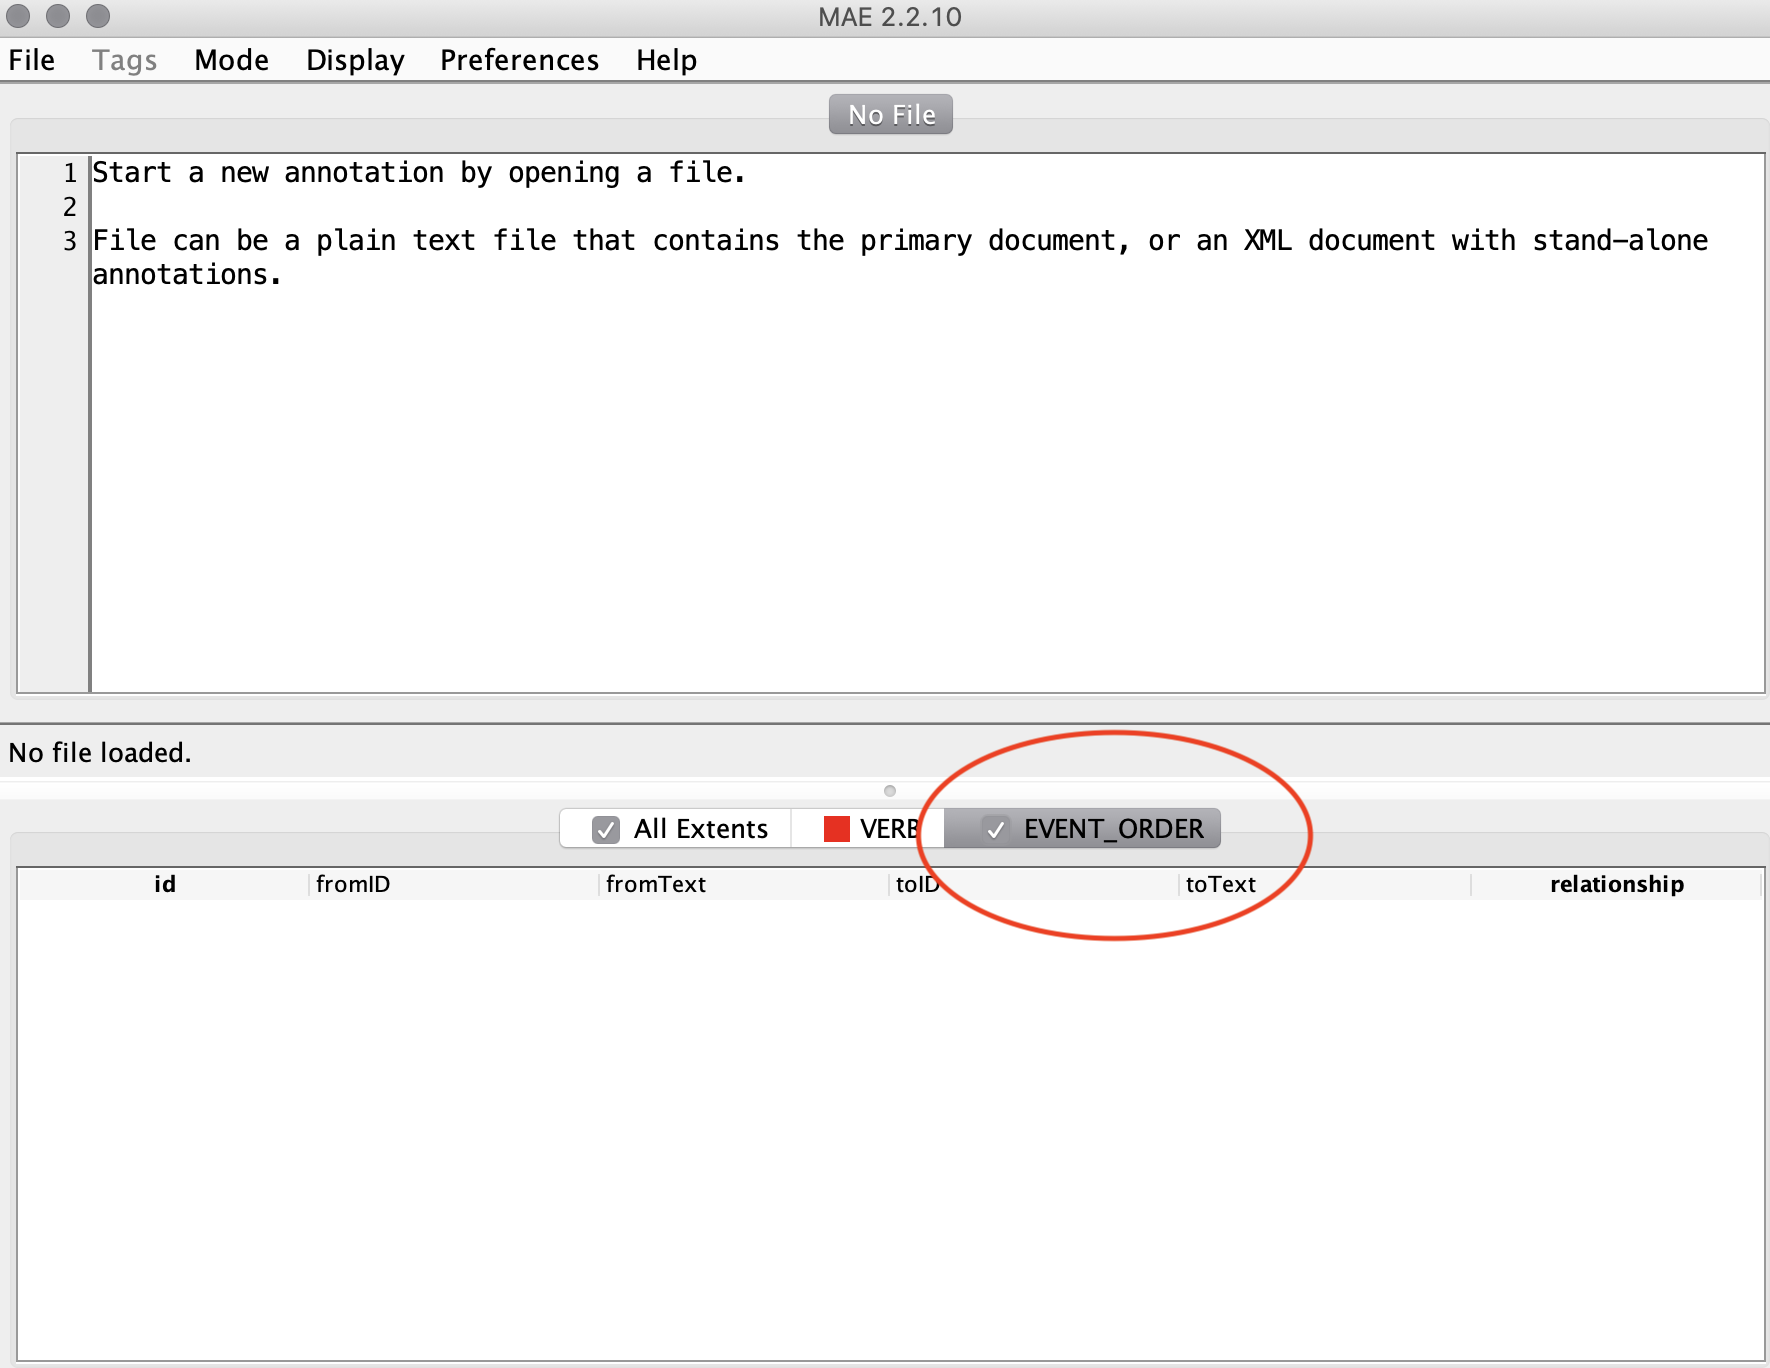 MAE 2.2.10
File Tags Mode Display Preferences Help
No File
1 Start a new annotation by opening a file.
2
3 File can be a plain text file that contains the primary document, or an XML document with stand-alone
annotations.
No file loaded.
All Extents VERB EVENT_ORDER
id fromID fromText toID toText relationship